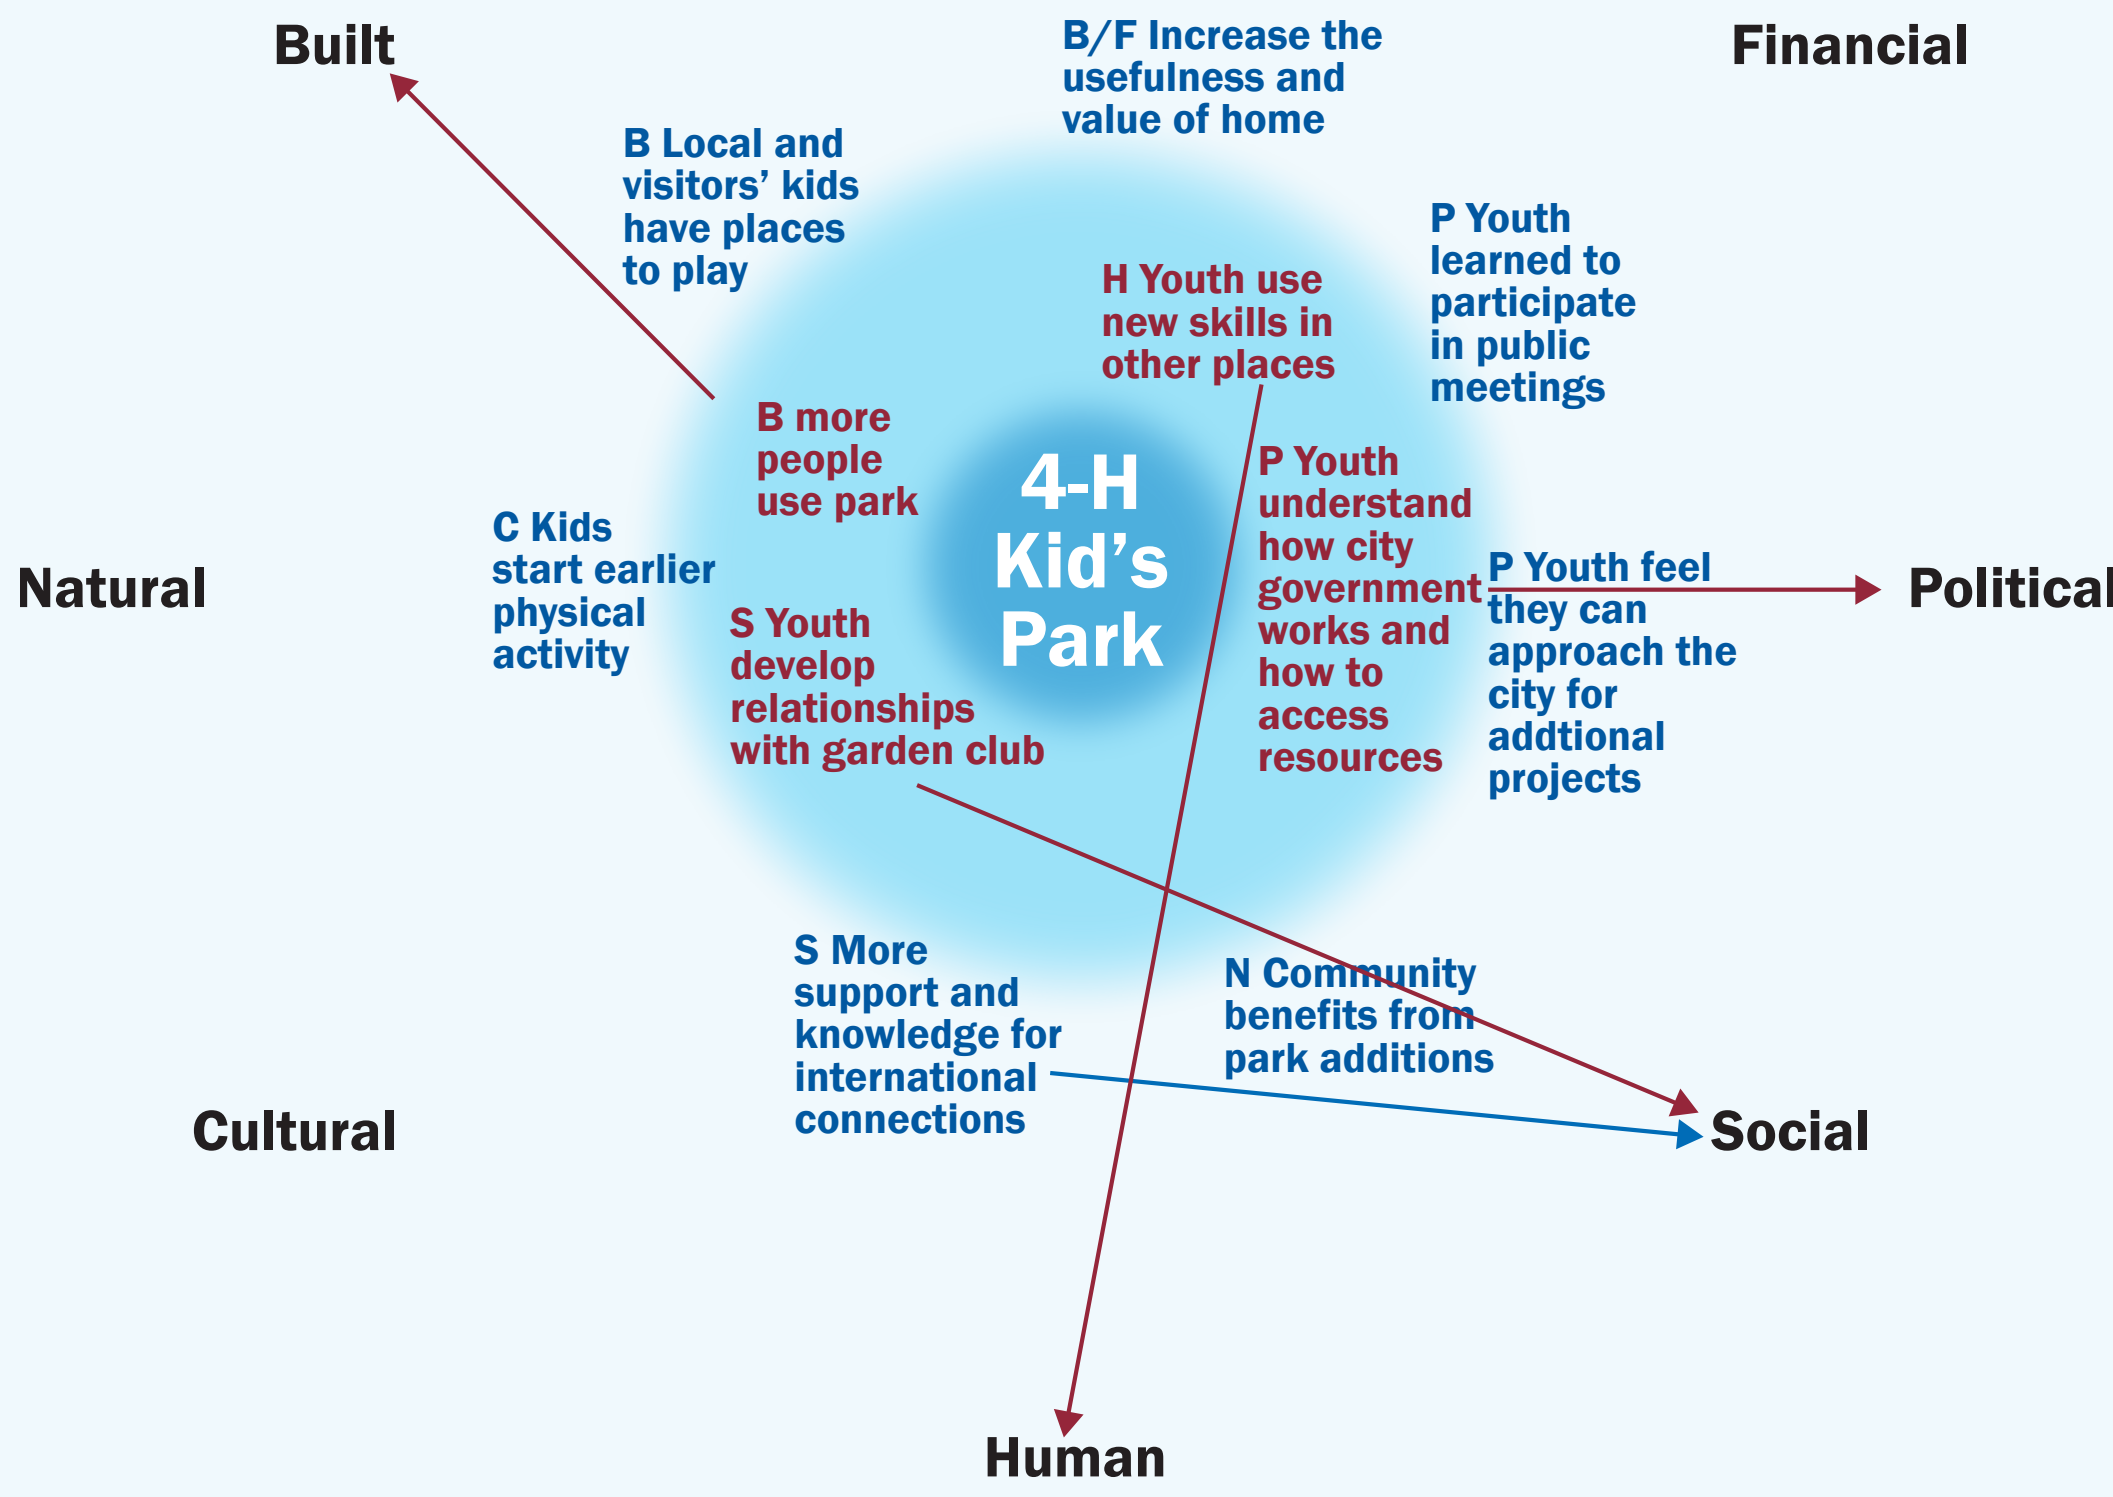 Built
B/F Increase the
usefulness and
value of home
Financial
B Local and
visitors’ kids
have places
to play
P Youth
learned to
participate
in public
meetings
H Youth use
new skills in
other places
B more
people
use park
4-H
Kid’s
Park
P Youth
understand
how city
government
works and
how to
access
resources
C Kids
start earlier
physical
activity
Natural
P Youth feel
they can
approach the
city for
addtional
projects
Political
S Youth
develop
relationships
with garden club
S More
support and
knowledge for
international
connections
N Community
benefits from
park additions
Cultural
Social
Human